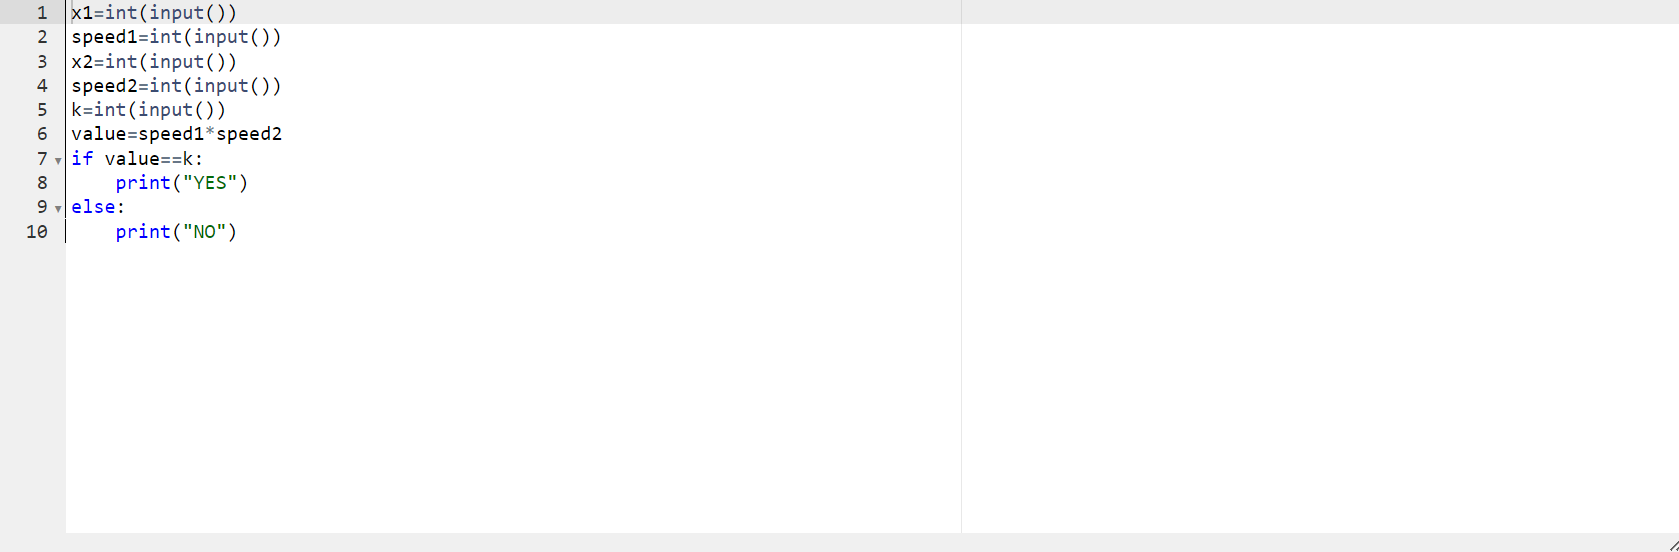 1 x1=int(input())
2 speed1=int(input())
3 x2=int(input())
4 speed2=int(input())
5 k=int(input())
6 value=speed1*speed2
7 if value==k:
8     print("YES")
9 else:
10     print("NO")